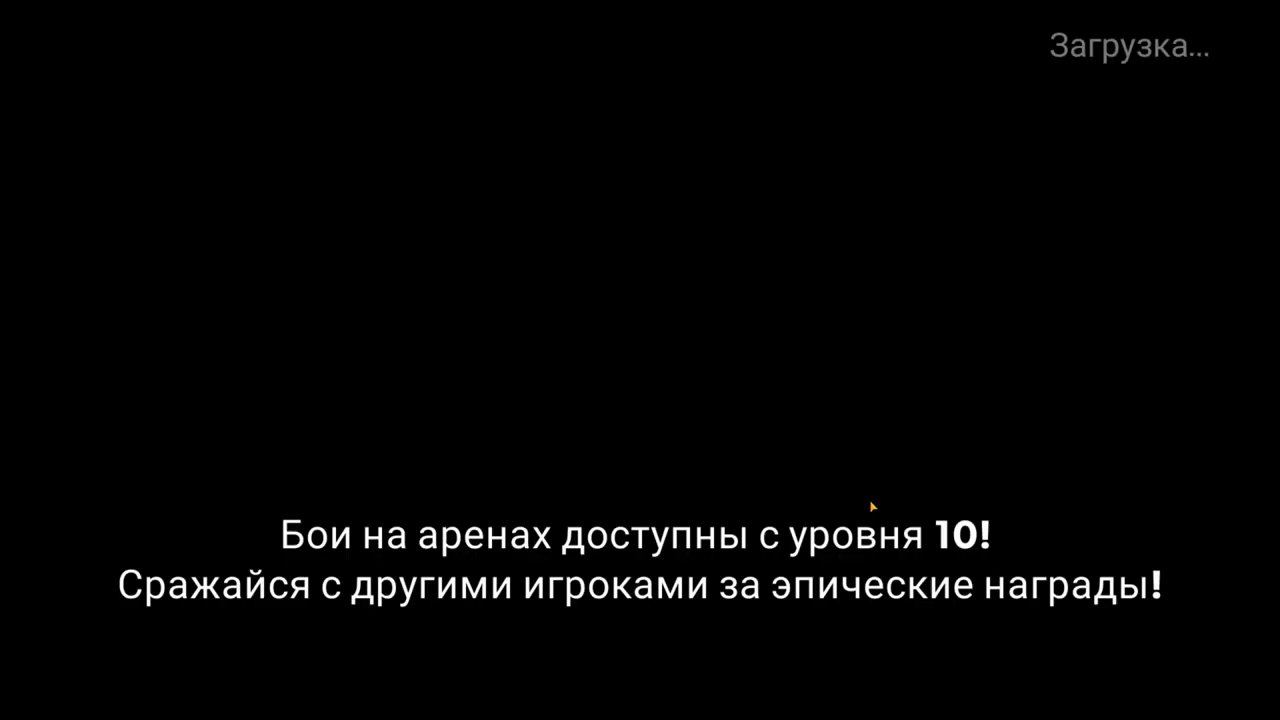 Загрузка...
Бои на аренах доступны с уровня 10!
Сражайся с другими игроками за эпические награды!